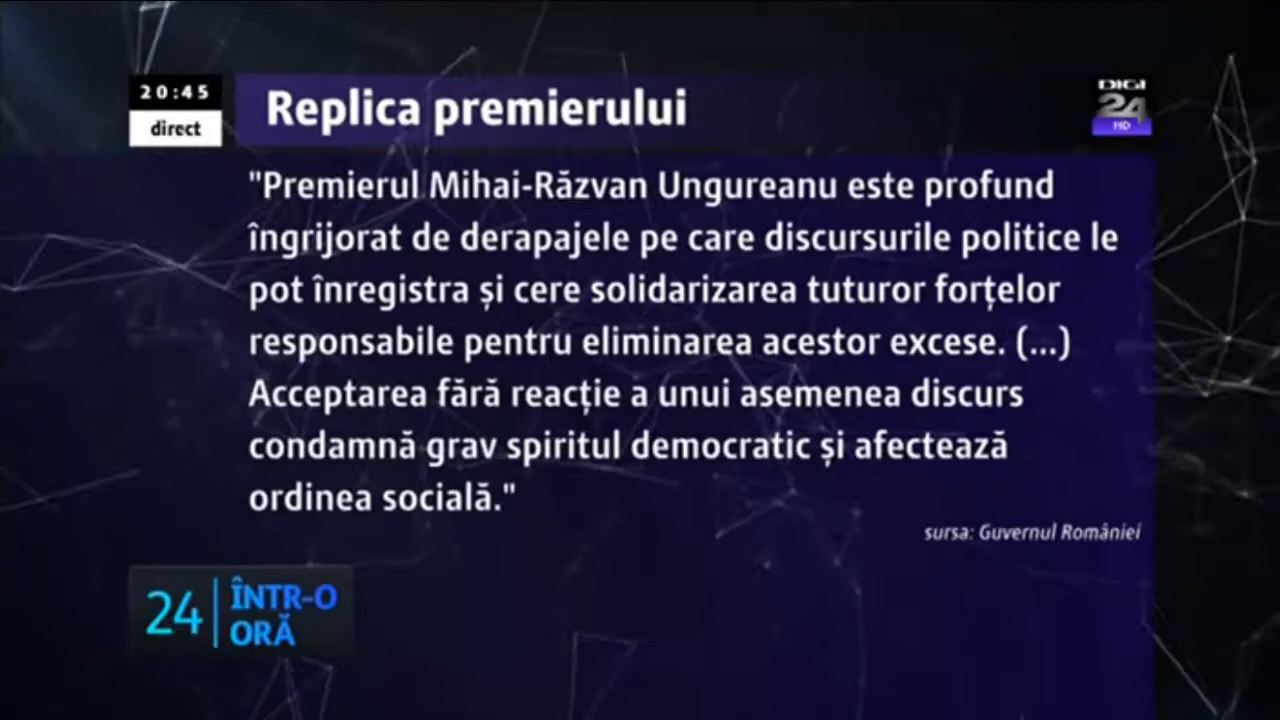 20:45
direct
Replica premierului
DIGI
24
HD
"Premierul Mihai-Răzvan Ungureanu este profund
îngrijorat de derapajele pe care discursurile politice le
pot înregistra și cere solidarizarea tuturor forțelor
responsabile pentru eliminarea acestor excese. (...)
Acceptarea fără reacție a unui asemenea discurs
condamnă grav spiritul democratic și afectează
ordinea socială."
sursa: Guvernul României
24 ÎNTR-O
ORĂ